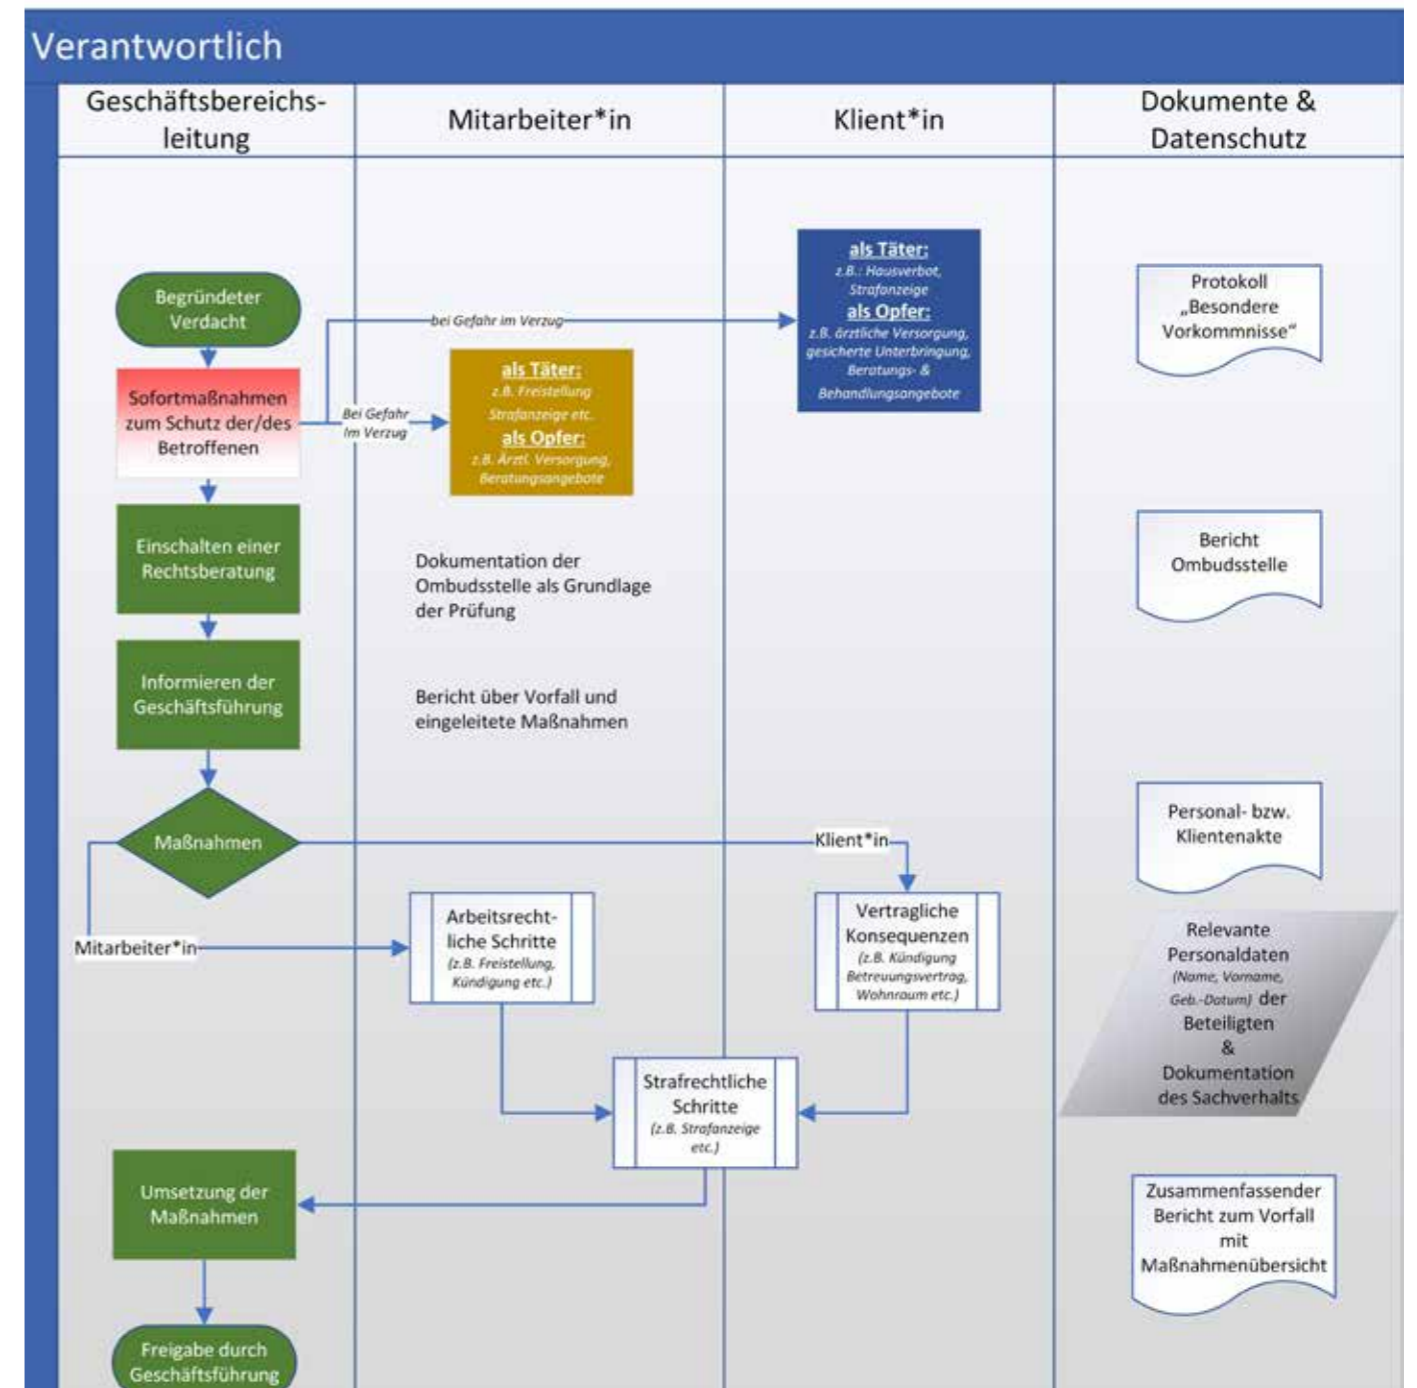 Verantwortlich
Geschäftsbereichs-
leitung
Mitarbeiter*in
Klient*in
Dokumente &
Datenschutz
Begründeter
Verdacht
bei Gefahr im Verzug
als Täter:
z.B.: Hausverbot,
Strafanzeige
als Opfer:
z.B. ärztliche Versorgung,
gesicherte Unterbringung,
Beratungs- &
Behandlungsangebote
Protokoll
„Besondere
Vorkommnisse“
Sofortmaßnahmen
zum Schutz der/des
Betroffenen
Bei Gefahr
Im Verzug
als Täter:
z.B. Freistellung
Strafanzeige etc.
als Opfer:
z.B. Ärztl. Versorgung,
Beratungsangebote
Einschalten einer
Rechtsberatung
Dokumentation der
Ombudsstelle als Grundlage
der Prüfung
Bericht
Ombudsstelle
Informieren der
Geschäftsführung
Bericht über Vorfall und
eingeleitete Maßnahmen
Maßnahmen
Klient*in
Personal- bzw.
Klientenakte
Mitarbeiter*in
Arbeitsrecht-
liche Schritte
(z.B. Freistellung,
Kündigung etc.)
Vertragliche
Konsequenzen
(z.B. Kündigung
Betreuungsvertrag,
Wohnraum etc.)
Relevante
Personaldaten
(Name, Vorname,
Geb.-Datum) der
Beteiligten
&
Dokumentation
des Sachverhalts
Strafrechtliche
Schritte
(z.B. Strafanzeige
etc.)
Umsetzung der
Maßnahmen
Zusammenfassender
Bericht zum Vorfall
mit
Maßnahmenübersicht
Freigabe durch
Geschäftsführung